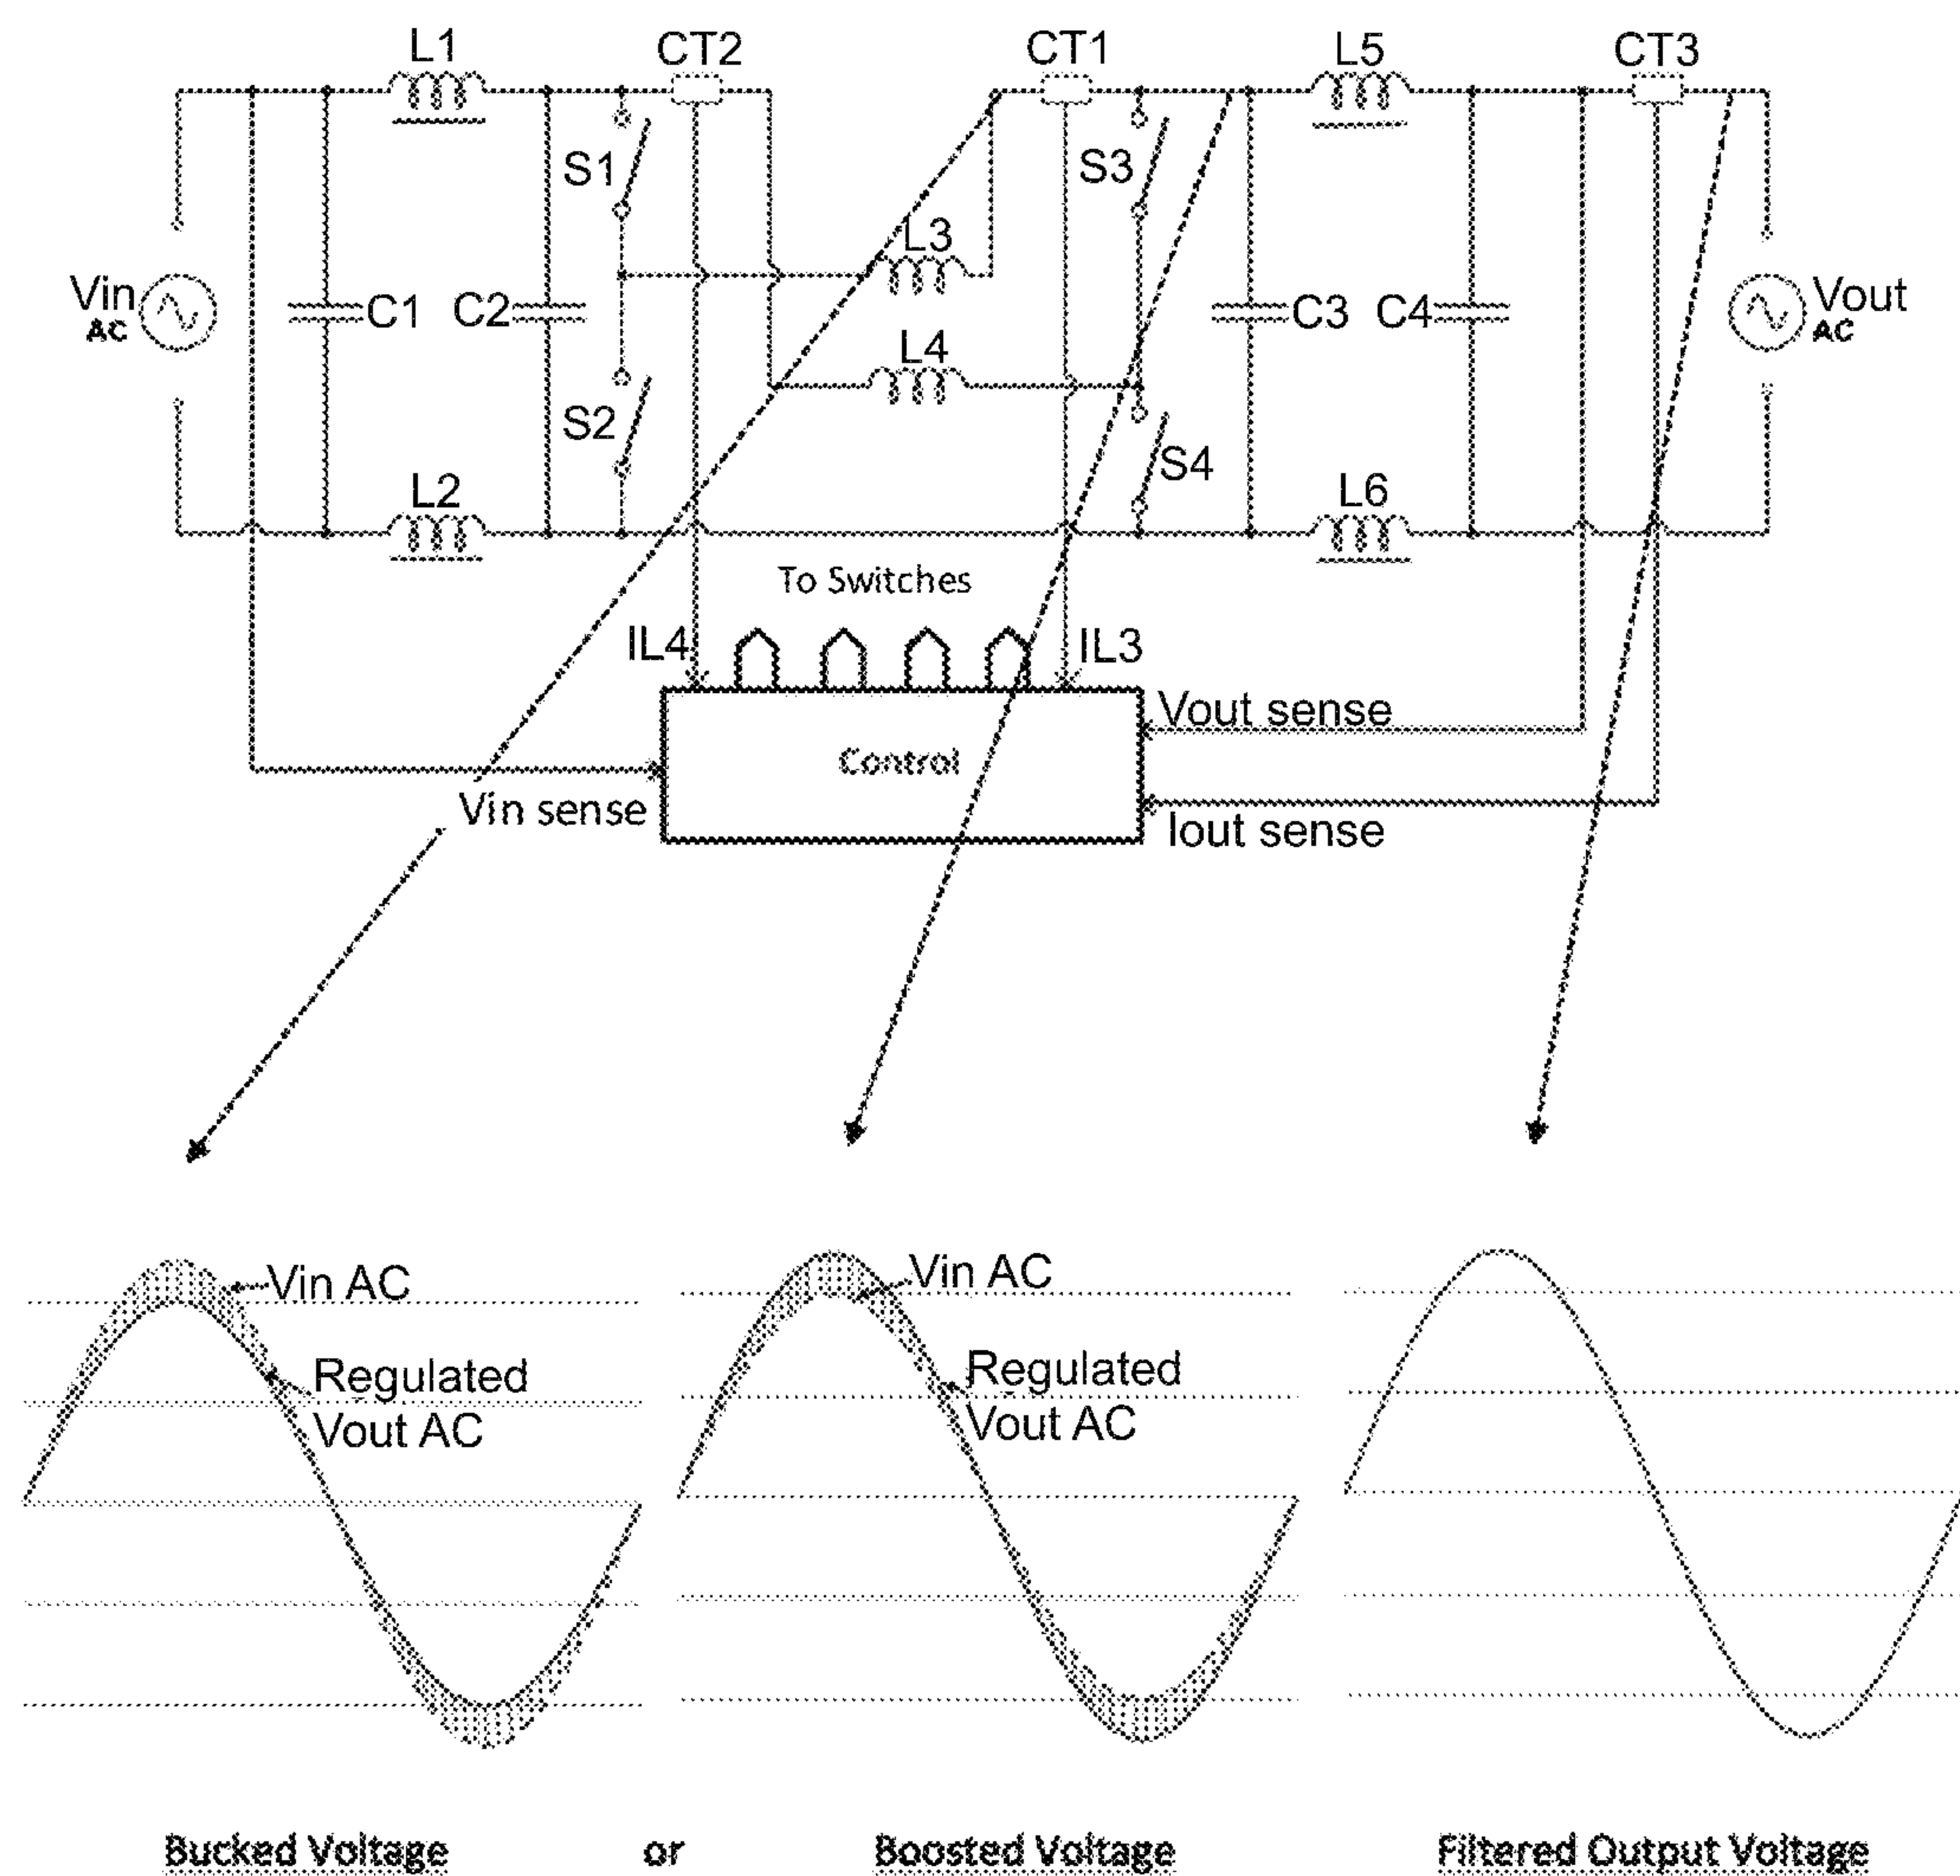 L1
CT2
CT1
L5
CT3
S1
S3
L3
Vin
AC
C1
C2
L4
C3
C4
Vout
AC
S2
S4
L2
L6
To Switches
IL4
IL3
Vout sense
Control
Vin sense
Iout sense
Vin AC
Regulated
Vout AC
Vin AC
Regulated
Vout AC
Bucked Voltage
or
Boosted Voltage
Filtered Output Voltage